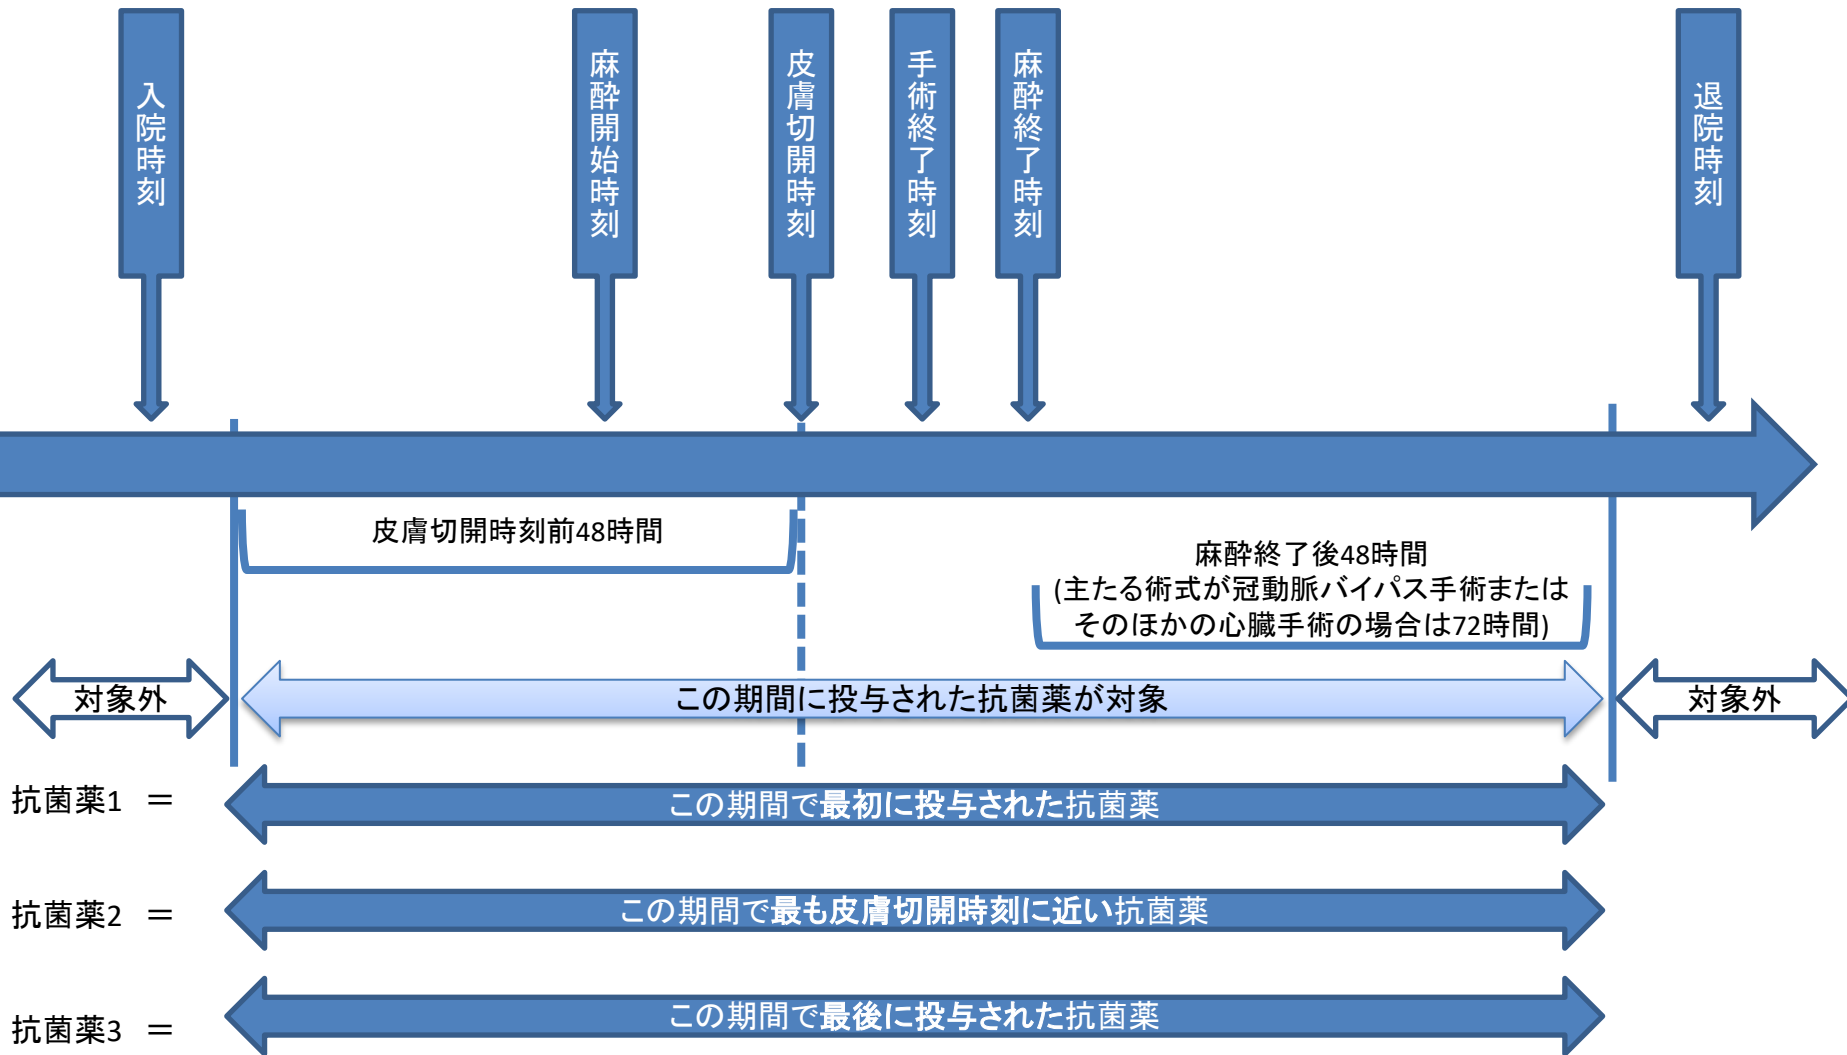 入院時刻
麻酔開始時刻
皮膚切開時刻
手術終了時刻
麻酔終了時刻
退院時刻
皮膚切開時刻前48時間
麻酔終了後48時間
(主たる術式が冠動脈バイパス手術または
そのほかの心臓手術の場合は72時間)
対象外
この期間に投与された抗菌薬が対象
対象外
抗菌薬1 ＝
この期間で最初に投与された抗菌薬
抗菌薬2 ＝
この期間で最も皮膚切開時刻に近い抗菌薬
抗菌薬3 ＝
この期間で最後に投与された抗菌薬